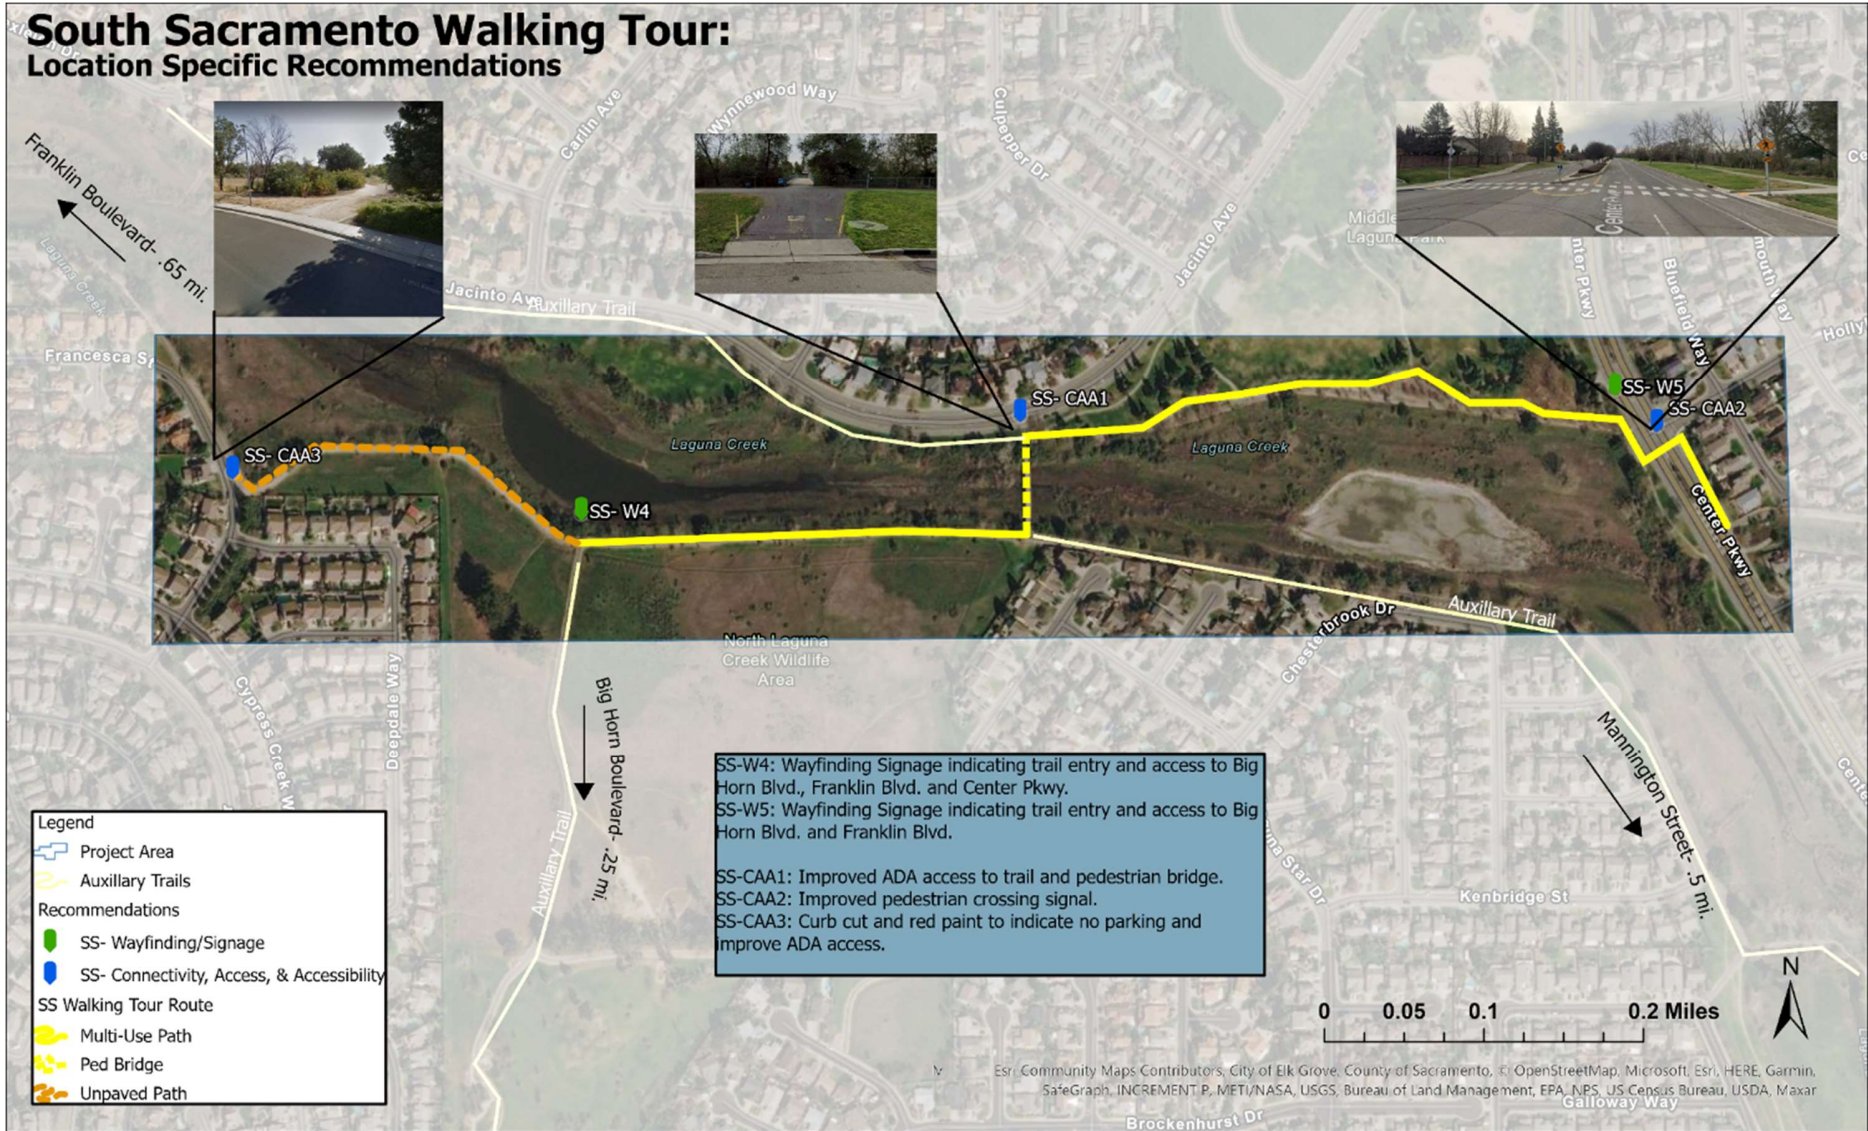 South Sacramento Walking Tour:
Location Specific Recommendations
Wynnewood Way
Carlin Ave
Culpepper Dr
Jacinto Ave
Franklin Boulevard- .65 mi.
Laguna Creek
Francesca St
Jacinto Ave
Auxillary Trail
Center Pkwy
Bluefield Way
SS- CAA3
SS- W4
Laguna Creek
SS- CAA1
Laguna Creek
SS- W5
SS- CAA2
Center Pkwy
Auxillary Trail
Chesterbrook Dr
North Laguna
Creek Wildlife
Area
Deepdale Way
Big Horn Boulevard- .25 mi.
Auxillary Trail
Mannington Street- .5 mi.
Kenbridge St
SS-W4: Wayfinding Signage indicating trail entry and access to Big
Horn Blvd., Franklin Blvd. and Center Pkwy.
SS-W5: Wayfinding Signage indicating trail entry and access to Big
Horn Blvd. and Franklin Blvd.
SS-CAA1: Improved ADA access to trail and pedestrian bridge.
SS-CAA2: Improved pedestrian crossing signal.
SS-CAA3: Curb cut and red paint to indicate no parking and
improve ADA access.
Legend
Project Area
Auxillary Trails
Recommendations
SS- Wayfinding/Signage
SS- Connectivity, Access, & Accessibility
SS Walking Tour Route
Multi-Use Path
Ped Bridge
Unpaved Path
N
0 0.05 0.1 0.2 Miles
Esri Community Maps Contributors, City of Elk Grove, County of Sacramento, © OpenStreetMap, Microsoft, Esri, HERE, Garmin,
SafeGraph, INCREMENT P, METI/NASA, USGS, Bureau of Land Management, EPA, NPS, US Census Bureau, USDA, Maxar
Galloway Way
Brockenhurst Dr